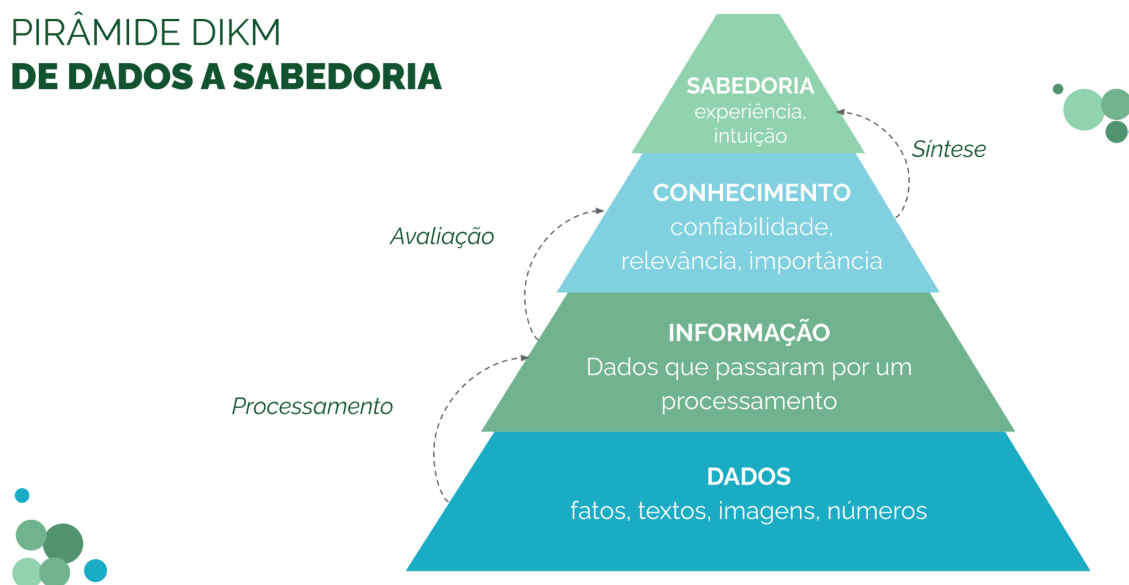 PIRÂMIDE DIKM
DE DADOS A SABEDORIA
SABEDORIA
experiência,
intuição
Síntese
CONHECIMENTO
confiabilidade,
relevância, importância
Avaliação
INFORMAÇÃO
Dados que passaram por um
processamento
Processamento
DADOS
fatos, textos, imagens, números